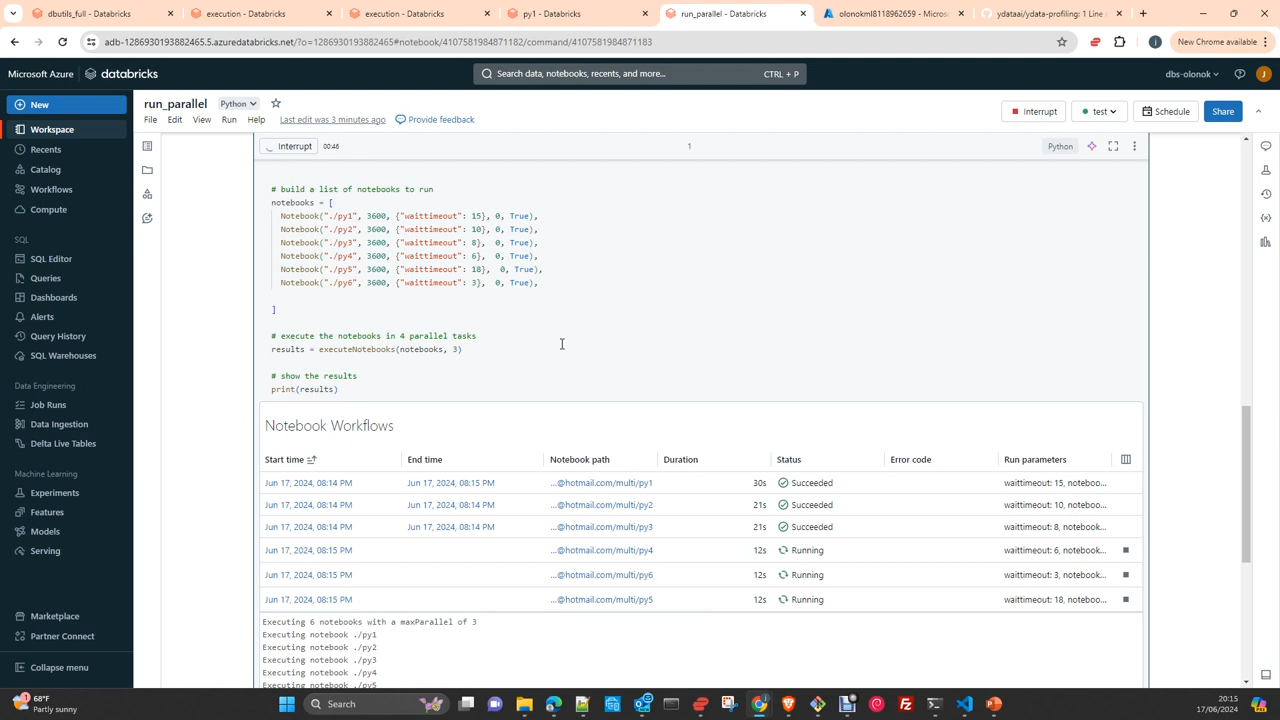 dbutils_full - Databricks
execution - Databricks
execution - Databricks
py1 - Databricks
run_parallel - Databricks
olonokml8118962659 - Micros
ydataai/ydata-profiling: 1 Line
adb-1286930193882465.5.azuredatabricks.net/?o=1286930193882465#notebook/4107581984871182/command/4107581984871183
New Chrome available
Microsoft Azure
databricks
Search data, notebooks, recents, and more...
CTRL + P
dbs-olonok
J
New
Workspace
Recents
Catalog
Workflows
Compute
SQL
SQL Editor
Queries
Dashboards
Alerts
Query History
SQL Warehouses
Data Engineering
Job Runs
Data Ingestion
Delta Live Tables
Machine Learning
Experiments
Features
Models
Serving
Marketplace
Partner Connect
Collapse menu
run_parallel
Python
File Edit View Run Help Last edit was 3 minutes ago Provide feedback
Interrupt
test
Schedule
Share
Interrupt 00:46
1
Python
# build a list of notebooks to run
notebooks = [
Notebook("./py1", 3600, {"waittimeout": 15}, 0, True),
Notebook("./py2", 3600, {"waittimeout": 10}, 0, True),
Notebook("./py3", 3600, {"waittimeout": 8}, 0, True),
Notebook("./py4", 3600, {"waittimeout": 6}, 0, True),
Notebook("./py5", 3600, {"waittimeout": 18}, 0, True),
Notebook("./py6", 3600, {"waittimeout": 3}, 0, True),
]
# execute the notebooks in 4 parallel tasks
results = executeNotebooks(notebooks, 3)
# show the results
print(results)
Notebook Workflows
Start time End time Notebook path Duration Status Error code Run parameters
Jun 17, 2024, 08:14 PM Jun 17, 2024, 08:15 PM ...@hotmail.com/multi/py1 30s Succeeded waittimeout: 15, noteboo...
Jun 17, 2024, 08:14 PM Jun 17, 2024, 08:14 PM ...@hotmail.com/multi/py2 21s Succeeded waittimeout: 10, noteboo...
Jun 17, 2024, 08:14 PM Jun 17, 2024, 08:14 PM ...@hotmail.com/multi/py3 21s Succeeded waittimeout: 8, notebook...
Jun 17, 2024, 08:15 PM ...@hotmail.com/multi/py4 12s Running waittimeout: 6, notebook...
Jun 17, 2024, 08:15 PM ...@hotmail.com/multi/py6 12s Running waittimeout: 3, notebook...
Jun 17, 2024, 08:15 PM ...@hotmail.com/multi/py5 12s Running waittimeout: 18, noteboo...
Executing 6 notebooks with a maxParallel of 3
Executing notebook ./py1
Executing notebook ./py2
Executing notebook ./py3
Executing notebook ./py4
Executing notebook ./py5
1
68°F
Partly sunny
Search
20:15
17/06/2024